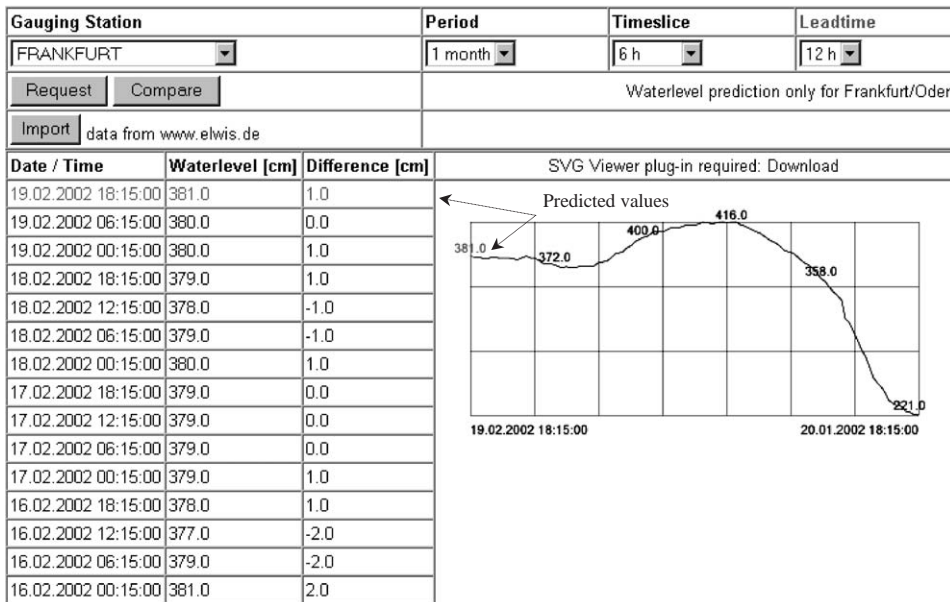 Gauging Station Period Timeslice Leadtime
FRANKFURT 1 month 6 h 12 h
Request Compare Waterlevel prediction only for Frankfurt/Oder
Import data from www.elwis.de
Date / Time Waterlevel [cm] Difference [cm] SVG Viewer plug-in required: Download
19.02.2002 18:15:00 381.0 1.0
19.02.2002 06:15:00 380.0 0.0
19.02.2002 00:15:00 380.0 1.0
18.02.2002 18:15:00 379.0 1.0
18.02.2002 12:15:00 378.0 -1.0
18.02.2002 06:15:00 379.0 -1.0
18.02.2002 00:15:00 380.0 1.0
17.02.2002 18:15:00 379.0 0.0
17.02.2002 12:15:00 379.0 0.0
17.02.2002 06:15:00 379.0 0.0
17.02.2002 00:15:00 379.0 1.0
16.02.2002 18:15:00 378.0 1.0
16.02.2002 12:15:00 377.0 -2.0
16.02.2002 06:15:00 379.0 -2.0
16.02.2002 00:15:00 381.0 2.0
Predicted values
416.0
400.0
381.0
372.0
358.0
221.0
19.02.2002 18:15:00 20.01.2002 18:15:00